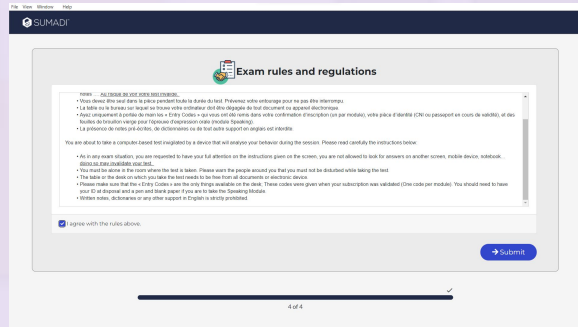 File View Window Help
SUMADI
Exam rules and regulations
notes … Au risque de voir votre test invalidé.
• Vous devez être seul dans la pièce pendant toute la durée du test. Prévenez votre entourage pour ne pas être interrompu.
• La table ou le bureau sur lequel se trouve votre ordinateur doit être dégagée de tout document ou appareil électronique.
• Ayez uniquement à portée de main les « Entry Codes » qui vous ont été remis dans votre confirmation d'inscription (un par module), votre pièce d'identité (CNI ou passeport en cours de validité), et des
feuilles de brouillon vierge pour l'épreuve d'expression orale (module Speaking).
• La présence de notes pré-écrites, de dictionnaires ou de tout autre support en anglais est interdite.
You are about to take a computer-based test invigilated by a device that will analyse your behavior during the session. Please read carefully the instructions below:
• As in any exam situation, you are requested to have your full attention on the instructions given on the screen, you are not allowed to look for answers on another screen, mobile device, notebook…
doing so may invalidate your test.
• You must be alone in the room where the test is taken. Please warn the people around you that you must not be disturbed while taking the test.
• The table or the desk on which you take the test needs to be free from all documents or electronic device.
• Please make sure that the « Entry Codes » are the only things available on the desk, These codes were given when your subscription was validated (One code per module). You should need to have
your ID at disposal and a pen and blank paper if you are to take the Speaking Module.
• Written notes, dictionaries or any other support in English is strictly prohibited.
I agree with the rules above.
→ Submit
4 of 4